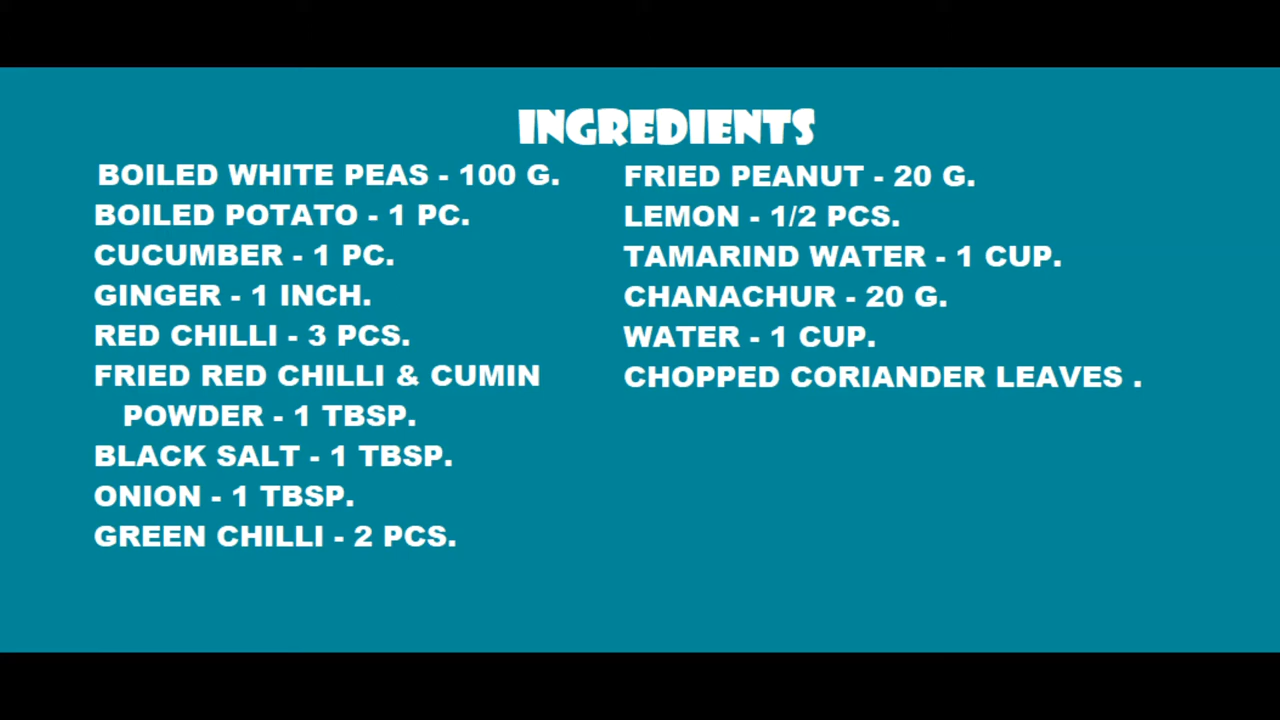 INGREDIENTS
BOILED WHITE PEAS - 100 G.
BOILED POTATO - 1 PC.
CUCUMBER - 1 PC.
GINGER - 1 INCH.
RED CHILLI - 3 PCS.
FRIED RED CHILLI & CUMIN
POWDER - 1 TBSP.
BLACK SALT - 1 TBSP.
ONION - 1 TBSP.
GREEN CHILLI - 2 PCS.
FRIED PEANUT - 20 G.
LEMON - 1/2 PCS.
TAMARIND WATER - 1 CUP.
CHANACHUR - 20 G.
WATER - 1 CUP.
CHOPPED CORIANDER LEAVES .